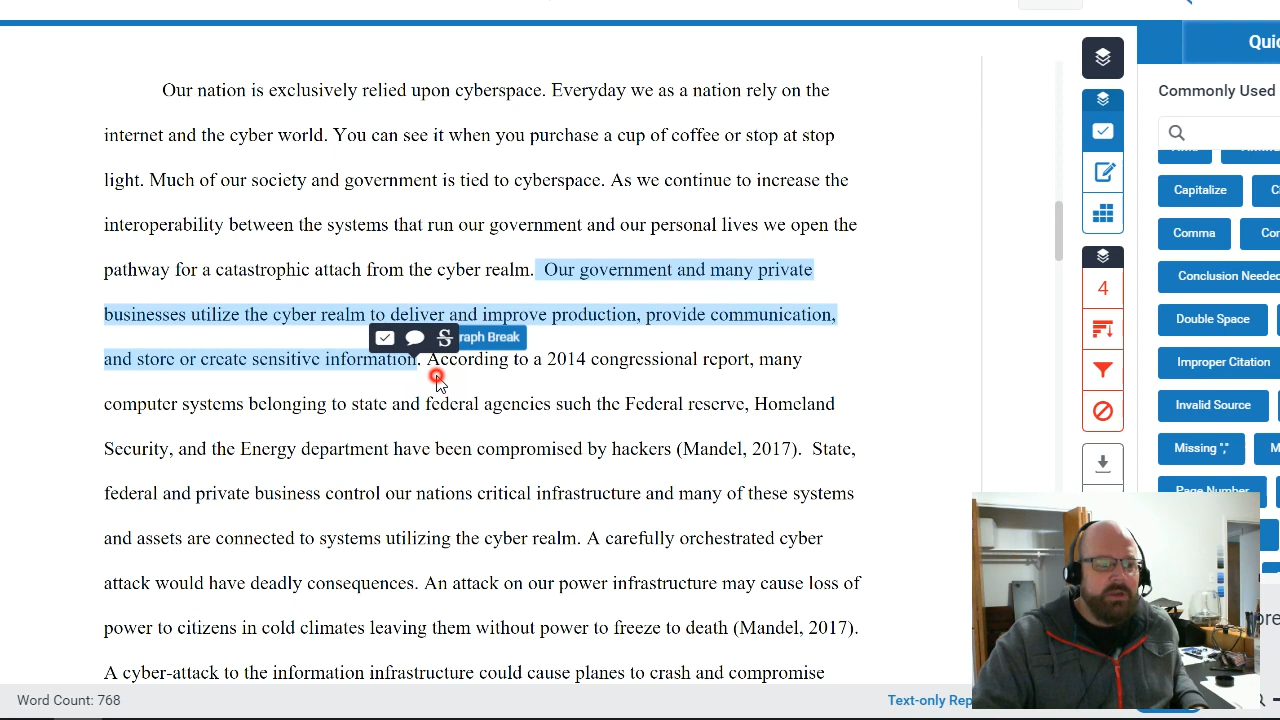 Quic
Our nation is exclusively relied upon cyberspace. Everyday we as a nation rely on the
internet and the cyber world. You can see it when you purchase a cup of coffee or stop at stop
light. Much of our society and government is tied to cyberspace. As we continue to increase the
interoperability between the systems that run our government and our personal lives we open the
pathway for a catastrophic attach from the cyber realm. Our government and many private
businesses utilize the cyber realm to deliver and improve production, provide communication,
raph Break
and store or create sensitive information. According to a 2014 congressional report, many
computer systems belonging to state and federal agencies such the Federal reserve, Homeland
Security, and the Energy department have been compromised by hackers (Mandel, 2017). State,
federal and private business control our nations critical infrastructure and many of these systems
and assets are connected to systems utilizing the cyber realm. A carefully orchestrated cyber
attack would have deadly consequences. An attack on our power infrastructure may cause loss of
power to citizens in cold climates leaving them without power to freeze to death (Mandel, 2017).
A cyber-attack to the information infrastructure could cause planes to crash and compromise
4
Commonly Used
Capitalize
Comma
Conclusion Neede
Double Space
Improper Citation
Invalid Source
Missing ","
Page Number
Word Count: 768
Text-only Rep